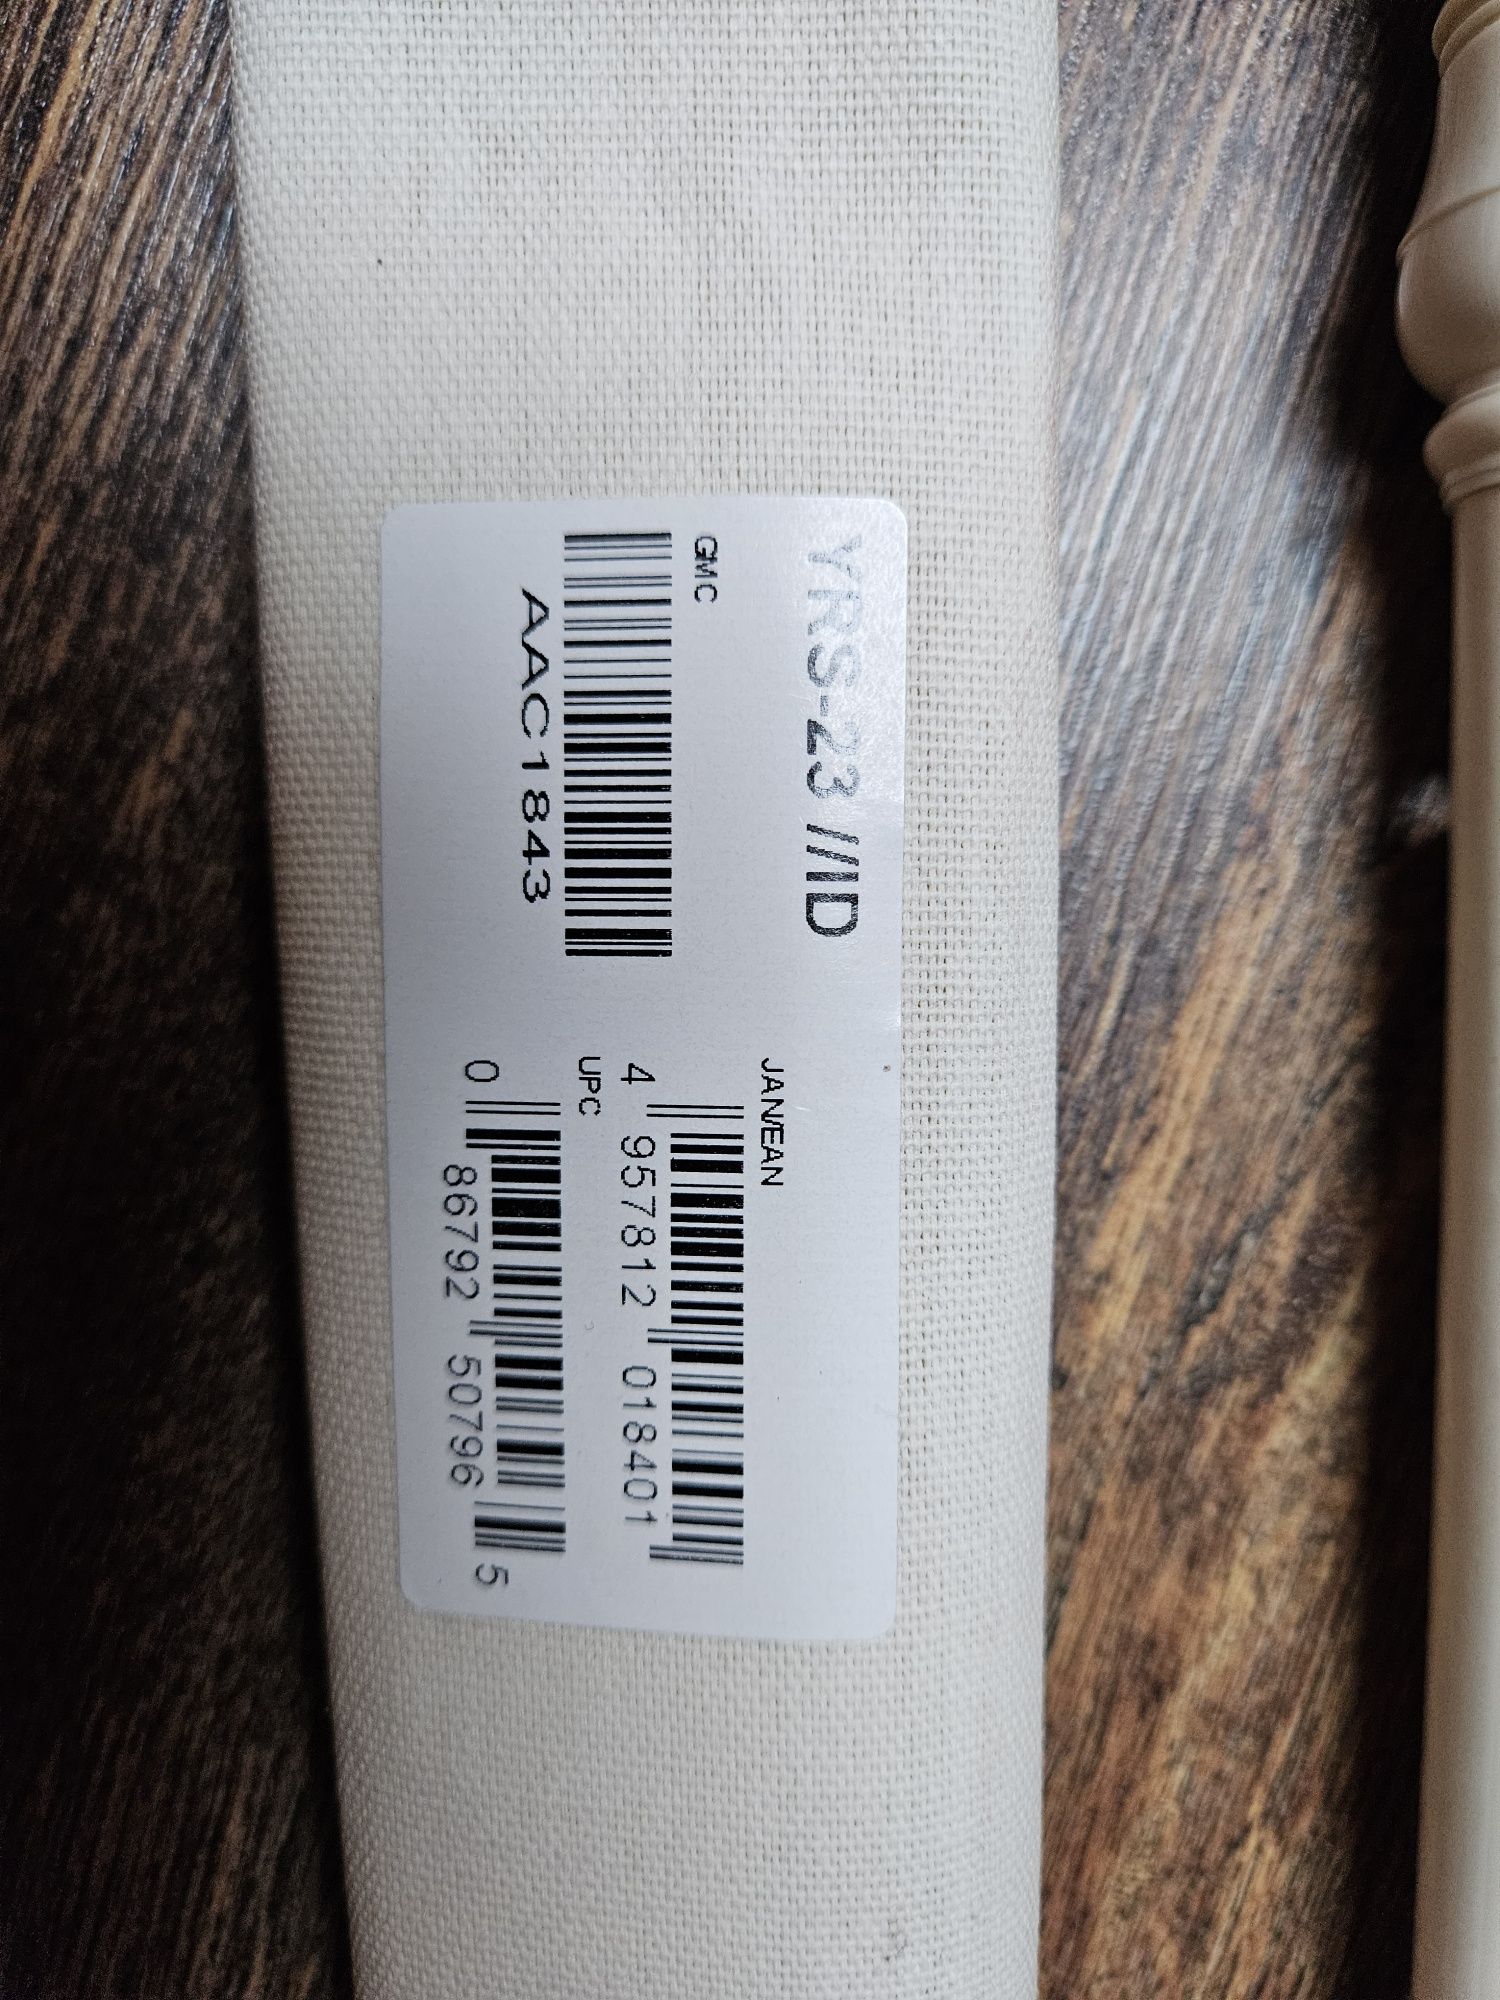 YRS-23 //ID
GMC
AAC1843
JAN/EAN
4 957812 018401
UPC
0 86792 50796 5